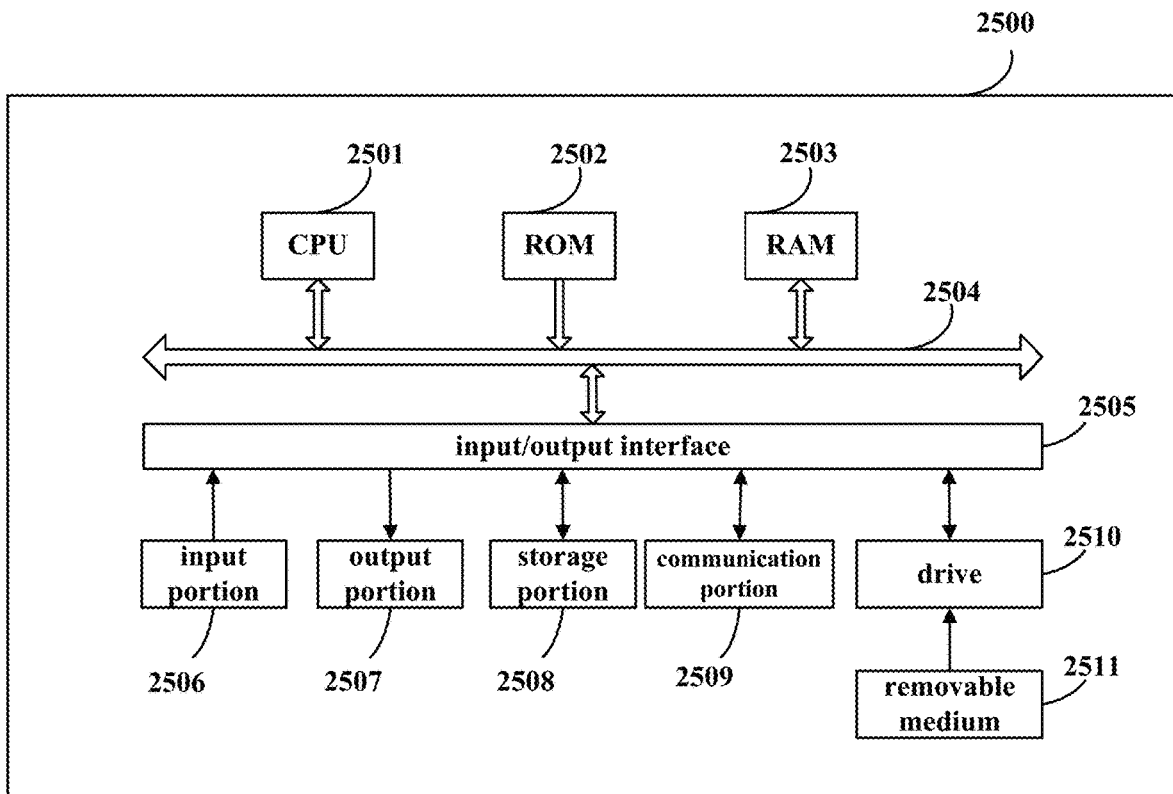 2500
2501
2502
2503
CPU
ROM
RAM
2504
2505
input/output interface
input
portion
output
portion
storage
portion
communication
portion
drive
2510
2506
2507
2508
2509
removable
medium
2511